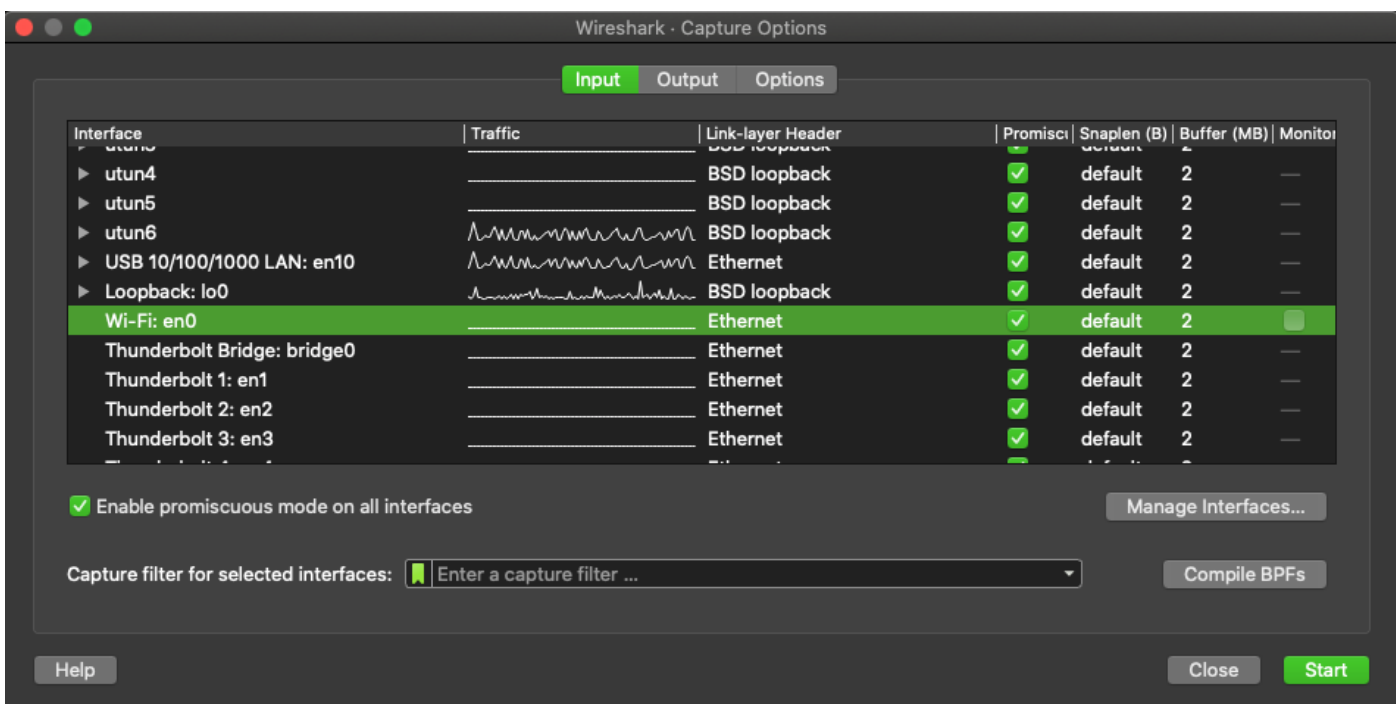 Wireshark · Capture Options
Input Output Options
Interface Traffic Link-layer Header Promisc Snaplen (B) Buffer (MB) Monitor
utun4 BSD loopback default 2 —
utun5 BSD loopback default 2 —
utun6 BSD loopback default 2 —
USB 10/100/1000 LAN: en10 Ethernet default 2 —
Loopback: lo0 BSD loopback default 2 —
Wi-Fi: en0 Ethernet default 2
Thunderbolt Bridge: bridge0 Ethernet default 2 —
Thunderbolt 1: en1 Ethernet default 2 —
Thunderbolt 2: en2 Ethernet default 2 —
Thunderbolt 3: en3 Ethernet default 2 —
Enable promiscuous mode on all interfaces Manage Interfaces...
Capture filter for selected interfaces: Enter a capture filter ... Compile BPFs
Help Close Start